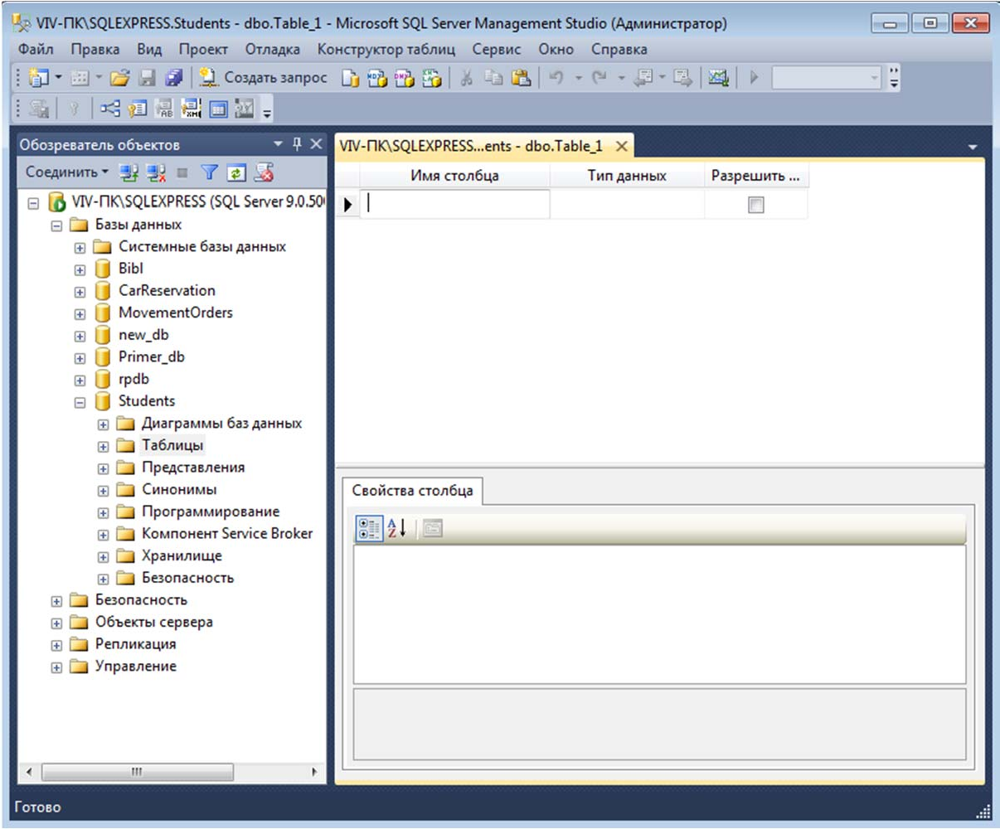 VIV-ПК\SQLEXPRESS.Students - dbo.Table_1 - Microsoft SQL Server Management Studio (Администратор)
Файл Правка Вид Проект Отладка Конструктор таблиц Сервис Окно Справка
Создать запрос
Обозреватель объектов
Соединить
VIV-ПК\SQLEXPRESS (SQL Server 9.0.50
Базы данных
Системные базы данных
Bibl
CarReservation
MovementOrders
new_db
Primer_db
rpdb
Students
Диаграммы баз данных
Таблицы
Представления
Синонимы
Программирование
Компонент Service Broker
Хранилище
Безопасность
Безопасность
Объекты сервера
Репликация
Управление
VIV-ПК\SQLEXPRESS...ents - dbo.Table_1
Имя столбца Тип данных Разрешить ...
Свойства столбца
Готово